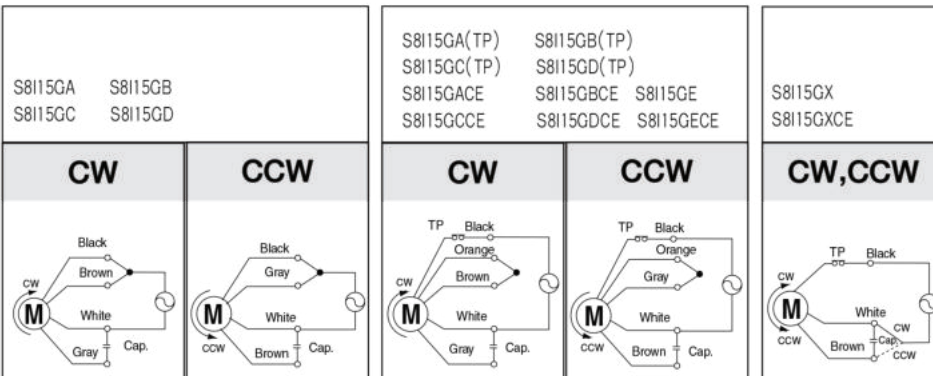 S8I15GA S8I15GB
S8I15GC S8I15GD
CW
CCW
Black
Brown
CW
M
White
Gray
Cap.
Black
Gray
M
White
CCW
Brown
Cap.
S8I15GA(TP) S8I15GB(TP)
S8I15GC(TP) S8I15GD(TP)
S8I15GACE S8I15GBCE S8I15GE
S8I15GCCE S8I15GDCE S8I15GECE
CW
CCW
TP Black
Orange
Brown
CW
M
White
Gray
Cap.
TP Black
Orange
Gray
M
White
CCW
Brown
Cap.
S8I15GX
S8I15GXCE
CW,CCW
TP Black
CW
M
White
CW
CCW
Brown
Cap.
CCW